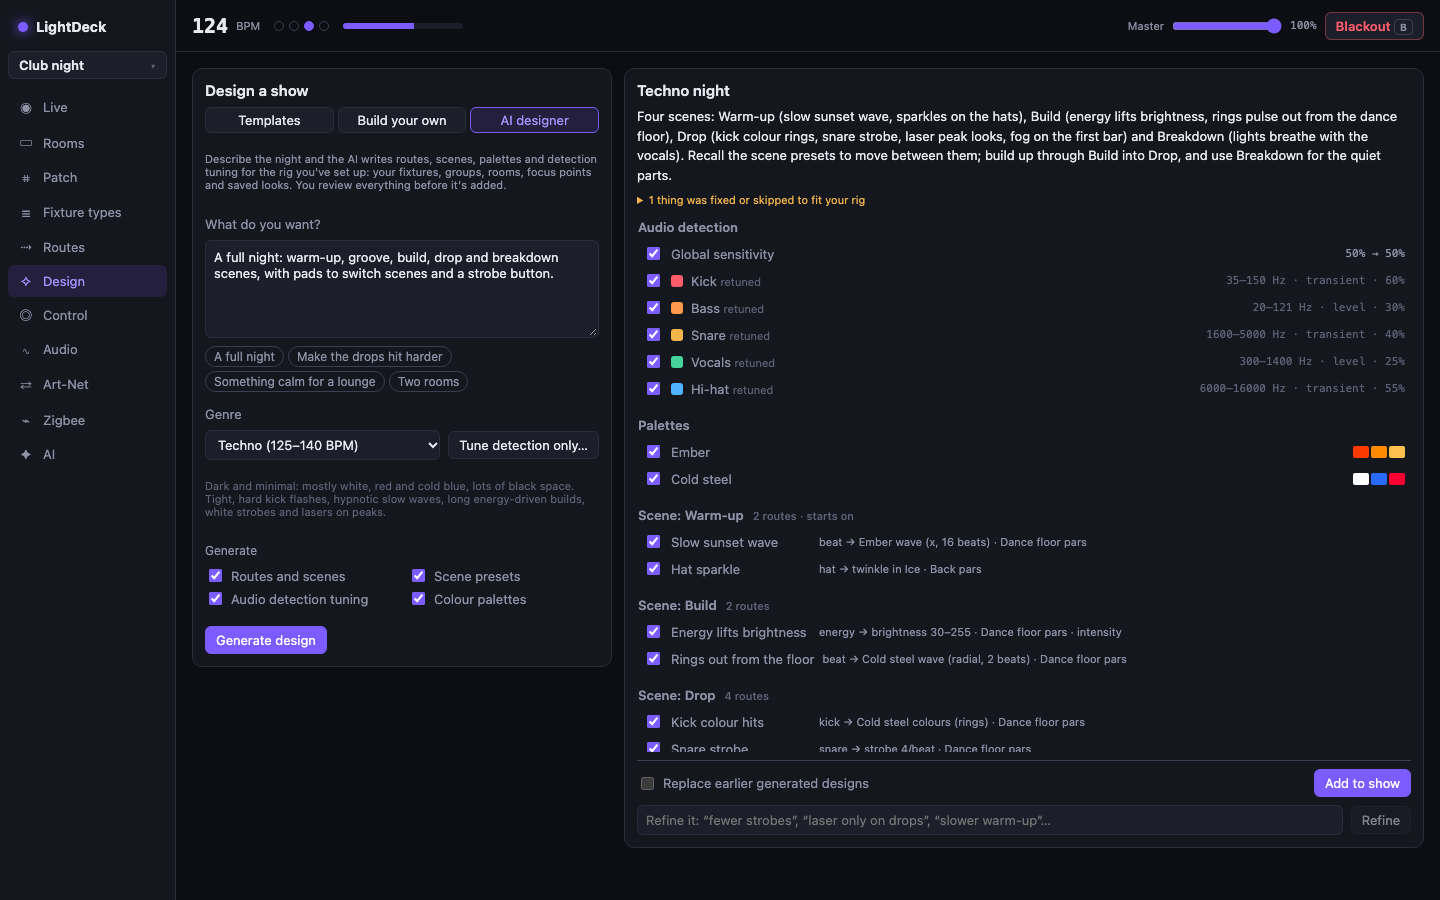 LightDeck
Club night
Live
Rooms
Patch
Fixture types
Routes
Design
Control
Audio
Art-Net
Zigbee
AI
124 BPM
Master 100% Blackout B
Design a show
Templates Build your own AI designer
Describe the night and the AI writes routes, scenes, palettes and detection
tuning for the rig you've set up: your fixtures, groups, rooms, focus points
and saved looks. You review everything before it's added.
What do you want?
A full night: warm-up, groove, build, drop and breakdown
scenes, with pads to switch scenes and a strobe button.
A full night Make the drops hit harder
Something calm for a lounge Two rooms
Genre
Techno (125–140 BPM) Tune detection only...
Dark and minimal: mostly white, red and cold blue, lots of black space.
Tight, hard kick flashes, hypnotic slow waves, long energy-driven builds,
white strobes and lasers on peaks.
Generate
Routes and scenes Scene presets
Audio detection tuning Colour palettes
Generate design
Techno night
Four scenes: Warm-up (slow sunset wave, sparkles on the hats), Build (energy lifts brightness, rings pulse out from the dance
floor), Drop (kick colour rings, snare strobe, laser peak looks, fog on the first bar) and Breakdown (lights breathe with the
vocals). Recall the scene presets to move between them; build up through Build into Drop, and use Breakdown for the quiet
parts.
▶ 1 thing was fixed or skipped to fit your rig
Audio detection
Global sensitivity 50% → 50%
Kick retuned 35–150 Hz · transient · 60%
Bass retuned 20–121 Hz · level · 30%
Snare retuned 1600–5000 Hz · transient · 40%
Vocals retuned 300–1400 Hz · level · 25%
Hi-hat retuned 6000–16000 Hz · transient · 55%
Palettes
Ember
Cold steel
Scene: Warm-up 2 routes · starts on
Slow sunset wave beat → Ember wave (x, 16 beats) · Dance floor pars
Hat sparkle hat → twinkle in Ice · Back pars
Scene: Build 2 routes
Energy lifts brightness energy → brightness 30–255 · Dance floor pars · intensity
Rings out from the floor beat → Cold steel wave (radial, 2 beats) · Dance floor pars
Scene: Drop 4 routes
Kick colour hits kick → Cold steel colours (rings) · Dance floor pars
Snare strobe snare → strobe 4/beat · Dance floor pars
Replace earlier generated designs Add to show
Refine it: “fewer strobes”, “laser only on drops”, “slower warm-up”... Refine